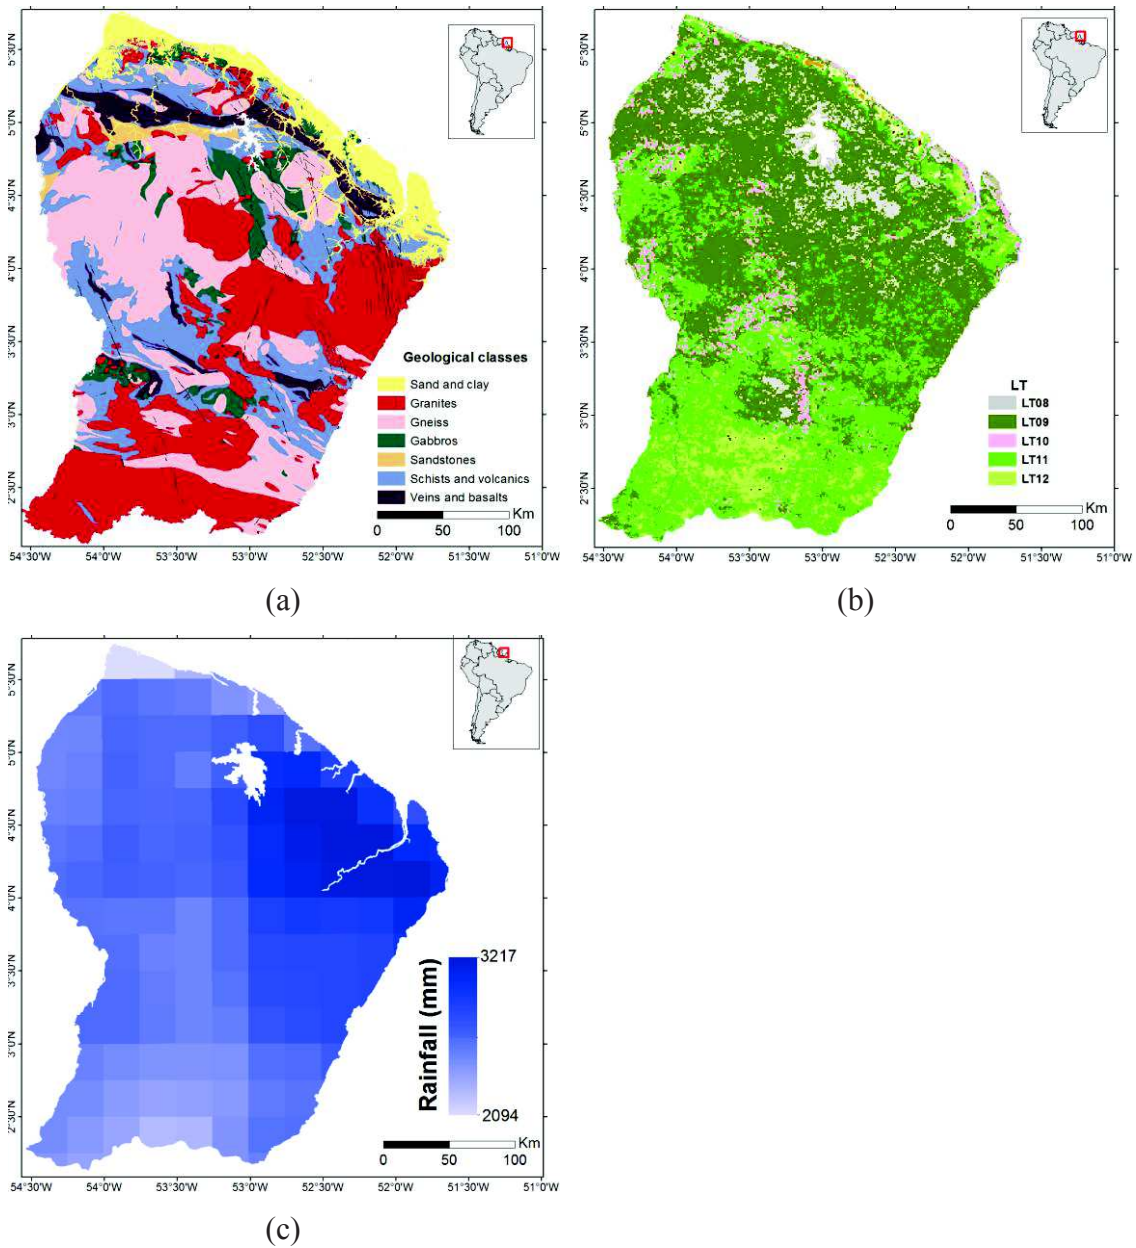 5°30'N
5°0'N
4°30'N
4°0'N
3°30'N
3°0'N
2°30'N
Geological classes
Sand and clay
Granites
Gneiss
Gabbros
Sandstones
Schists and volcanics
Veins and basalts
Km
0 50 100
54°30'W 54°0'W 53°30'W 53°0'W 52°30'W 52°0'W 51°30'W 51°0'W
(a)
5°30'N
6°0'N
4°30'N
4°0'N
3°30'N
3°0'N
2°30'N
LT
LT08
LT09
LT10
LT11
LT12
Km
0 50 100
54°30'W 54°0'W 53°30'W 53°0'W 52°30'W 52°0'W 51°30'W 51°0'W
(b)
5°30'N
5°0'N
4°30'N
4°0'N
3°30'N
3°0'N
2°30'N
Rainfall (mm)
3217
2094
Km
0 50 100
54°30'W 54°0'W 53°30'W 53°0'W 52°30'W 52°0'W 51°30'W 51°0'W
(c)